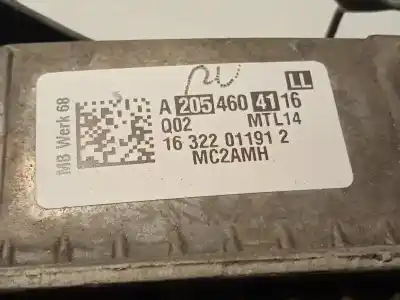 LL
MB Werk 68
A 205 460 41 16
Q02 MTL14
16 322 01191 2
MC2AMH